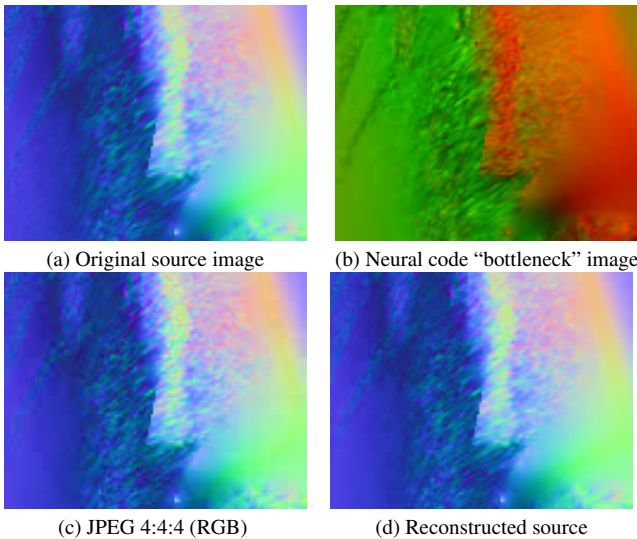 (a) Original source image
(b) Neural code “bottleneck” image
(c) JPEG 4:4:4 (RGB)
(d) Reconstructed source